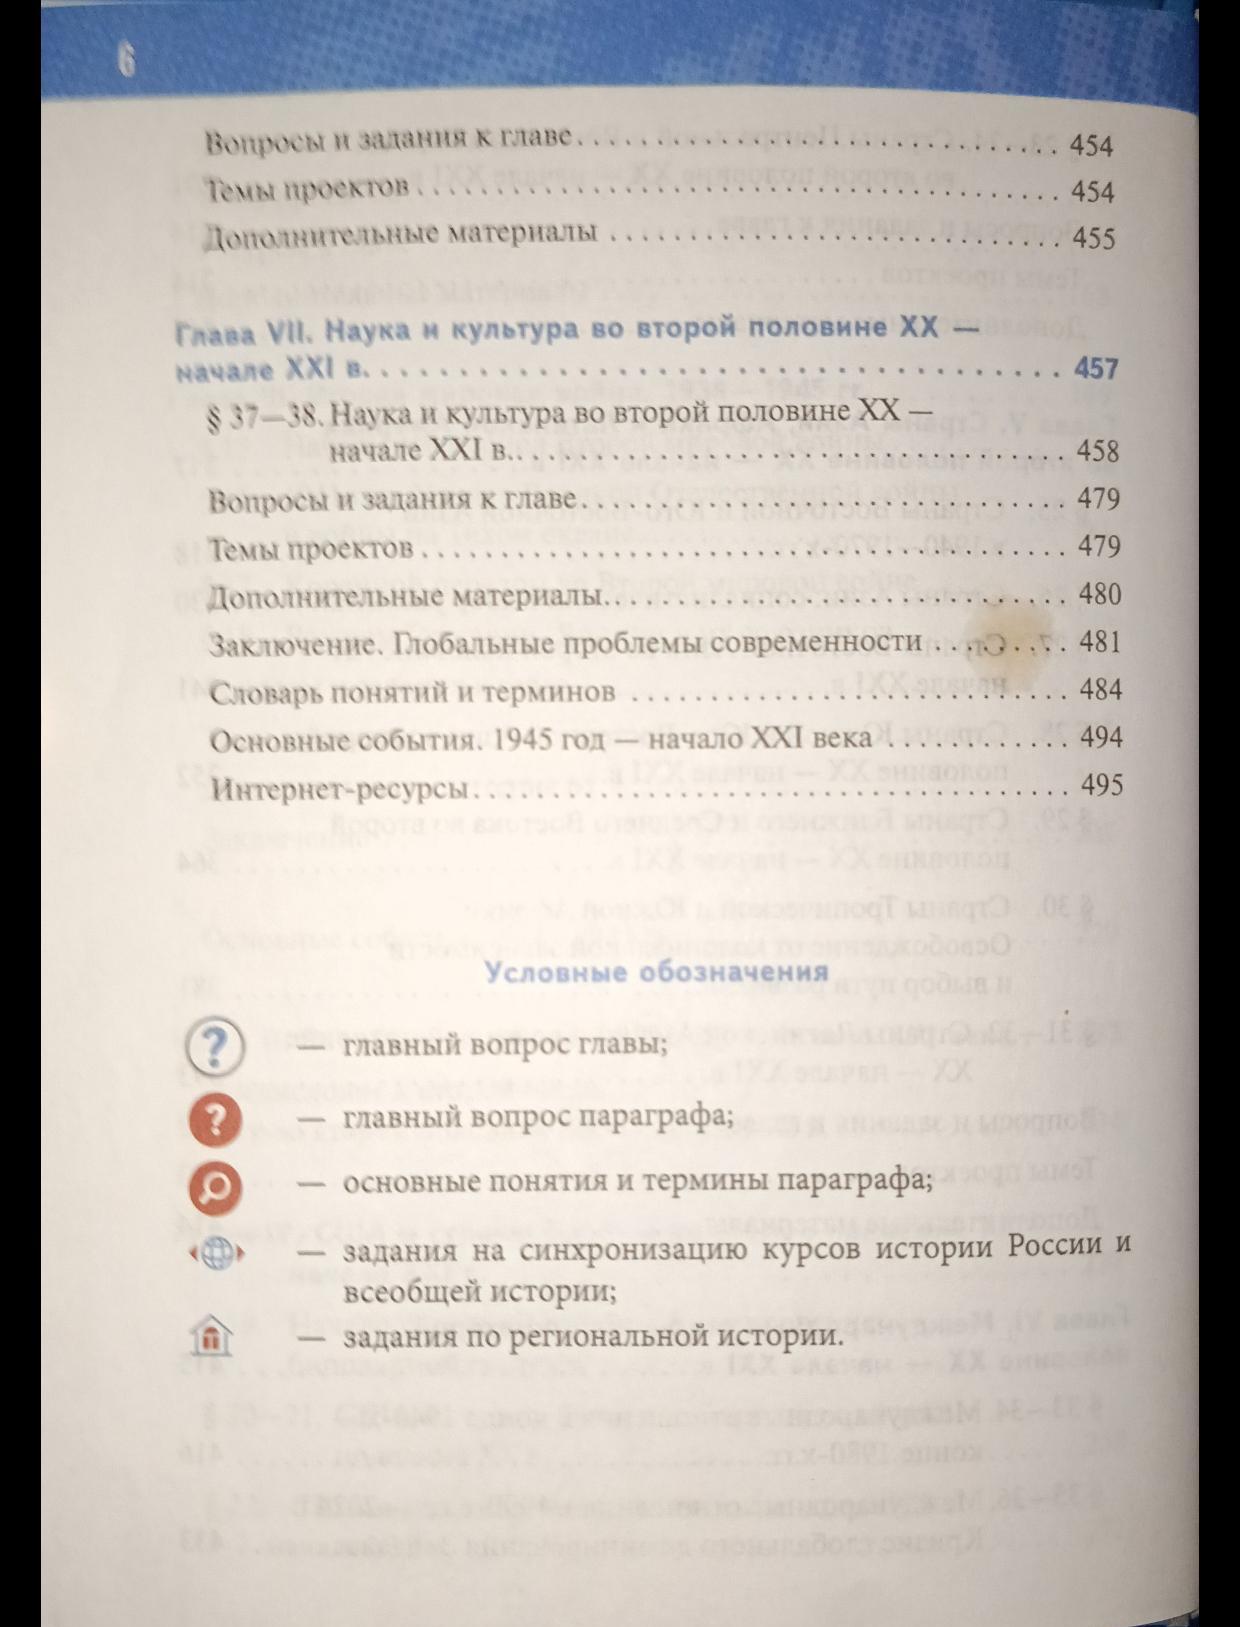 6
Вопросы и задания к главе. . . . . . . . . . . . . . . . . . . . . . . . . . . . . 454
Темы проектов . . . . . . . . . . . . . . . . . . . . . . . . . . . . . . . . . . . . . . . 454
Дополнительные материалы . . . . . . . . . . . . . . . . . . . . . . . . . . . . 455
Глава VII. Наука и культура во второй половине XX —
начале XXI в. . . . . . . . . . . . . . . . . . . . . . . . . . . . . . . . . . . . . 457
§ 37—38. Наука и культура во второй половине XX —
начале XXI в.. . . . . . . . . . . . . . . . . . . . . . . . . . . . . . . . . . . 458
Вопросы и задания к главе. . . . . . . . . . . . . . . . . . . . . . . . . . . . . 479
Темы проектов . . . . . . . . . . . . . . . . . . . . . . . . . . . . . . . . . . . . . . . 479
Дополнительные материалы. . . . . . . . . . . . . . . . . . . . . . . . . . . . 480
Заключение. Глобальные проблемы современности . . . . . . . . 481
Словарь понятий и терминов . . . . . . . . . . . . . . . . . . . . . . . . . . . 484
Основные события. 1945 год — начало XXI века . . . . . . . . . . . 494
Интернет-ресурсы. . . . . . . . . . . . . . . . . . . . . . . . . . . . . . . . . . . . 495
Условные обозначения
? — главный вопрос главы;
? — главный вопрос параграфа;
— основные понятия и термины параграфа;
— задания на синхронизацию курсов истории России и
всеобщей истории;
— задания по региональной истории.